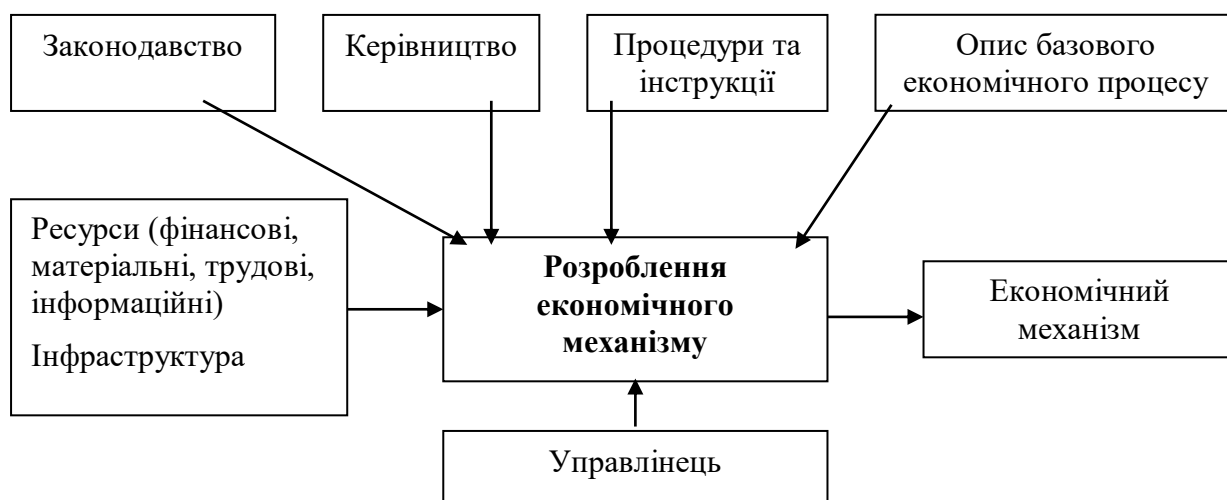 Законодавство
Керівництво
Процедури та
інструкції
Опис базового
економічного процесу
Ресурси (фінансові,
матеріальні, трудові,
інформаційні)
Інфраструктура
Розроблення
економічного
механізму
Економічний
механізм
Управлінець